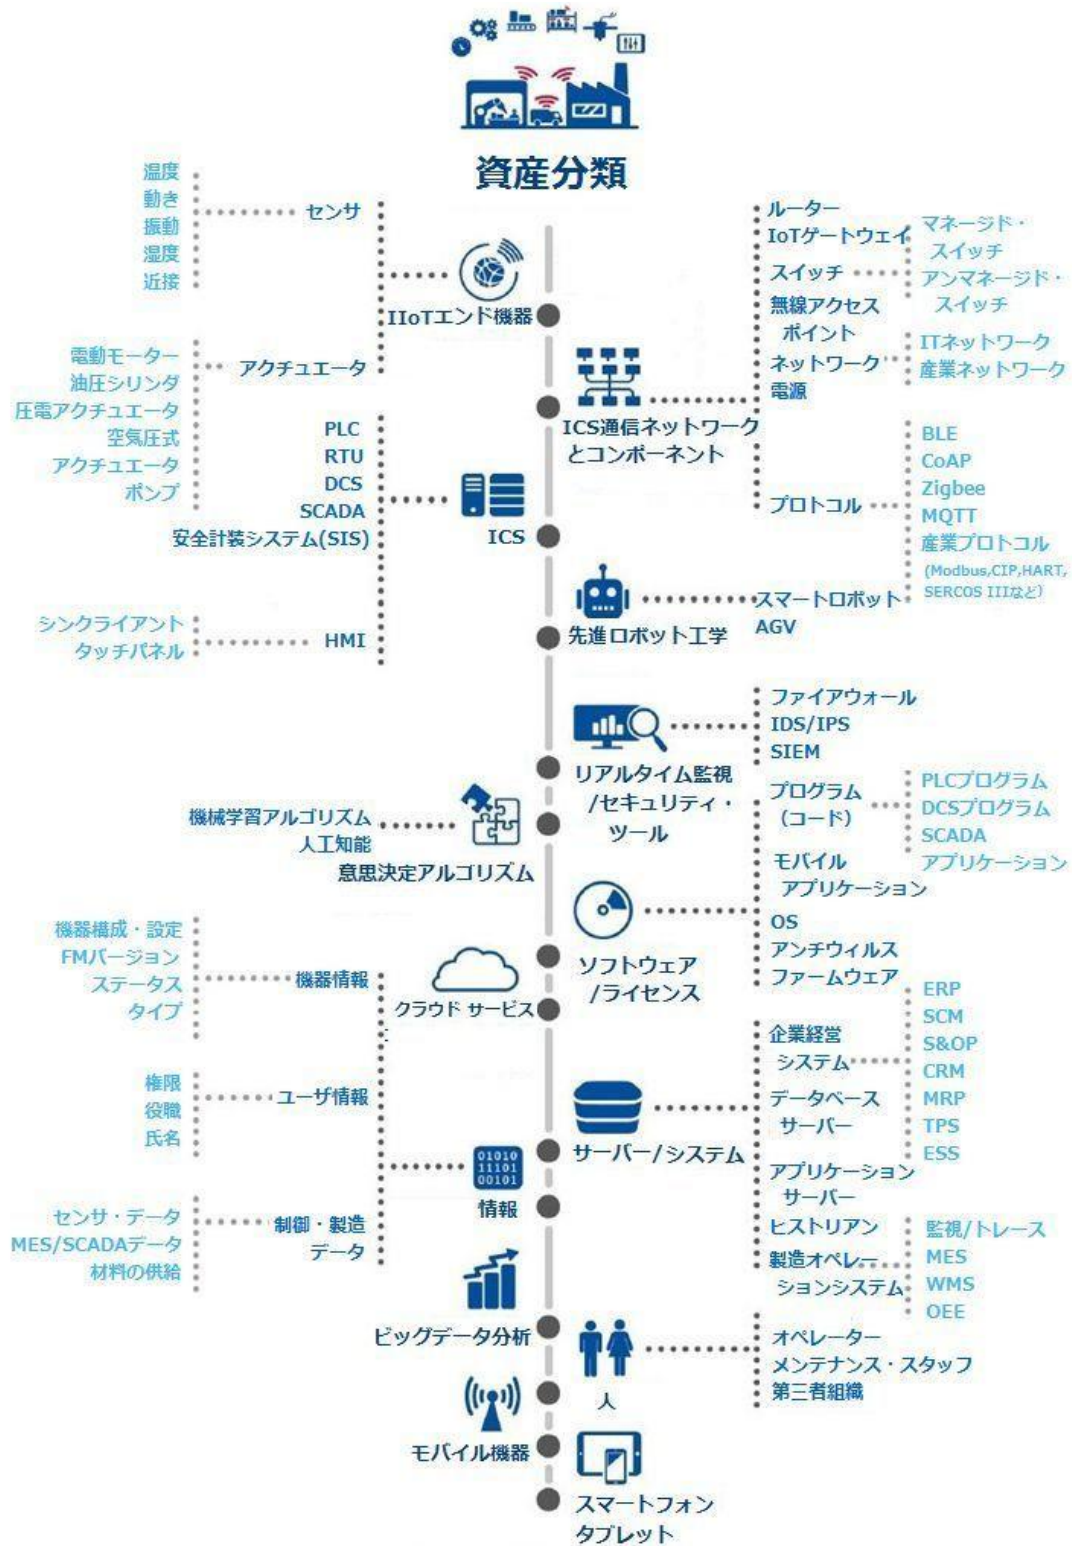 資産分類
温度
動き
振動
湿度
近接
センサ
IIoTエンド機器
電動モーター
油圧シリンダ
圧電アクチュエータ
空気圧式
アクチュエータ
ポンプ
アクチュエータ
ルーター
IoTゲートウェイ
スイッチ
マネージド・
スイッチ
アンマネージド・
スイッチ
無線アクセス
ポイント
ネットワーク
電源
ITネットワーク
産業ネットワーク
ICS通信ネットワーク
とコンポーネント
プロトコル
BLE
CoAP
Zigbee
MQTT
産業プロトコル
(Modbus,CIP,HART,
SERCOS IIIなど)
PLC
RTU
DCS
SCADA
安全計装システム(SIS)
ICS
シンクライアント
タッチパネル
HMI
先進ロボット工学
スマートロボット
AGV
ファイアウォール
IDS/IPS
SIEM
リアルタイム監視
/セキュリティ・
ツール
機械学習アルゴリズム
人工知能
意思決定アルゴリズム
プログラム
(コード)
PLCプログラム
DCSプログラム
SCADA
アプリケーション
モバイル
アプリケーション
OS
アンチウィルス
ファームウェア
ソフトウェア
/ライセンス
クラウド サービス
機器構成・設定
FMバージョン
ステータス
タイプ
機器情報
権限
役職
氏名
ユーザ情報
01010
11101
00101
情報
センサ・データ
MES/SCADAデータ
材料の供給
制御・製造
データ
企業経営
システム
ERP
SCM
S&OP
CRM
MRP
TPS
ESS
データベース
サーバー
サーバー/システム
アプリケーション
サーバー
ヒストリアン
製造オペレー
ションシステム
監視/トレース
MES
WMS
OEE
ビッグデータ分析
人
オペレーター
メンテナンス・スタッフ
第三者組織
モバイル機器
スマートフォン
タブレット